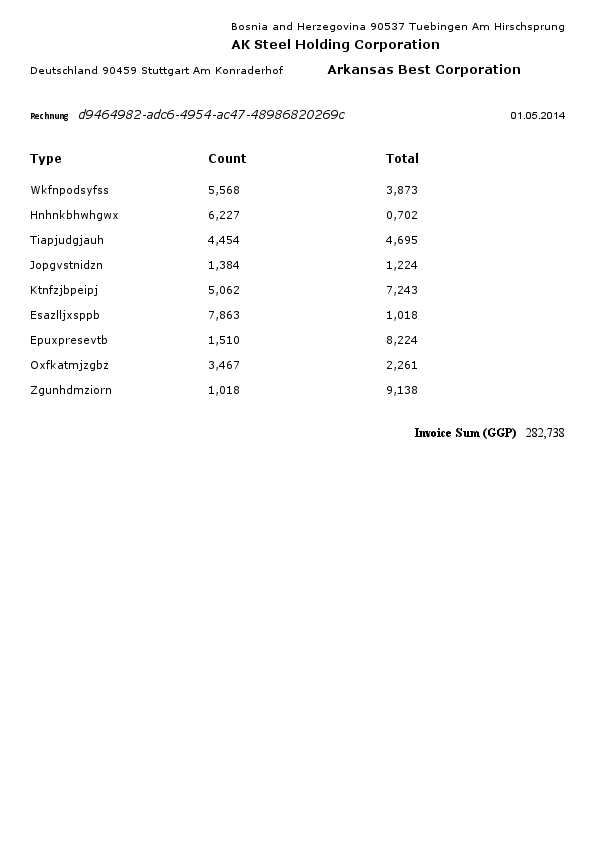 Bosnia and Herzegovina 90537 Tuebingen Am Hirschsprung
AK Steel Holding Corporation
Deutschland 90459 Stuttgart Am Konraderhof Arkansas Best Corporation
Rechnung d9464982-adc6-4954-ac47-48986820269c 01.05.2014
Type Count Total
Wkfnpodsyfss 5,568 3,873
Hnhnkbhwhgwx 6,227 0,702
Tiapjudgjauh 4,454 4,695
Jopgvstnidzn 1,384 1,224
Ktnfzjbpeipj 5,062 7,243
Esazlljxsppb 7,863 1,018
Epuxpresevtb 1,510 8,224
Oxfkatmjzgbz 3,467 2,261
Zgunhdmziorn 1,018 9,138
Invoice Sum (GGP) 282,738